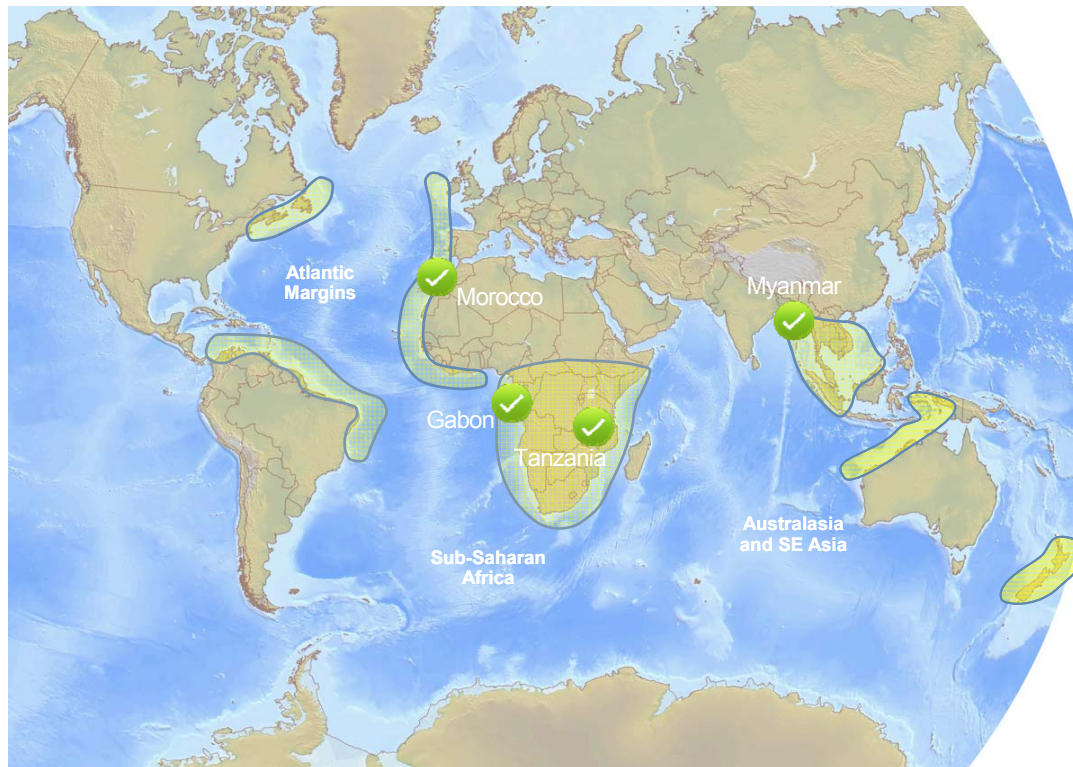 Atlantic
Margins
Morocco
Myanmar
Gabon
Tanzania
Sub-Saharan
Africa
Australasia
and SE Asia